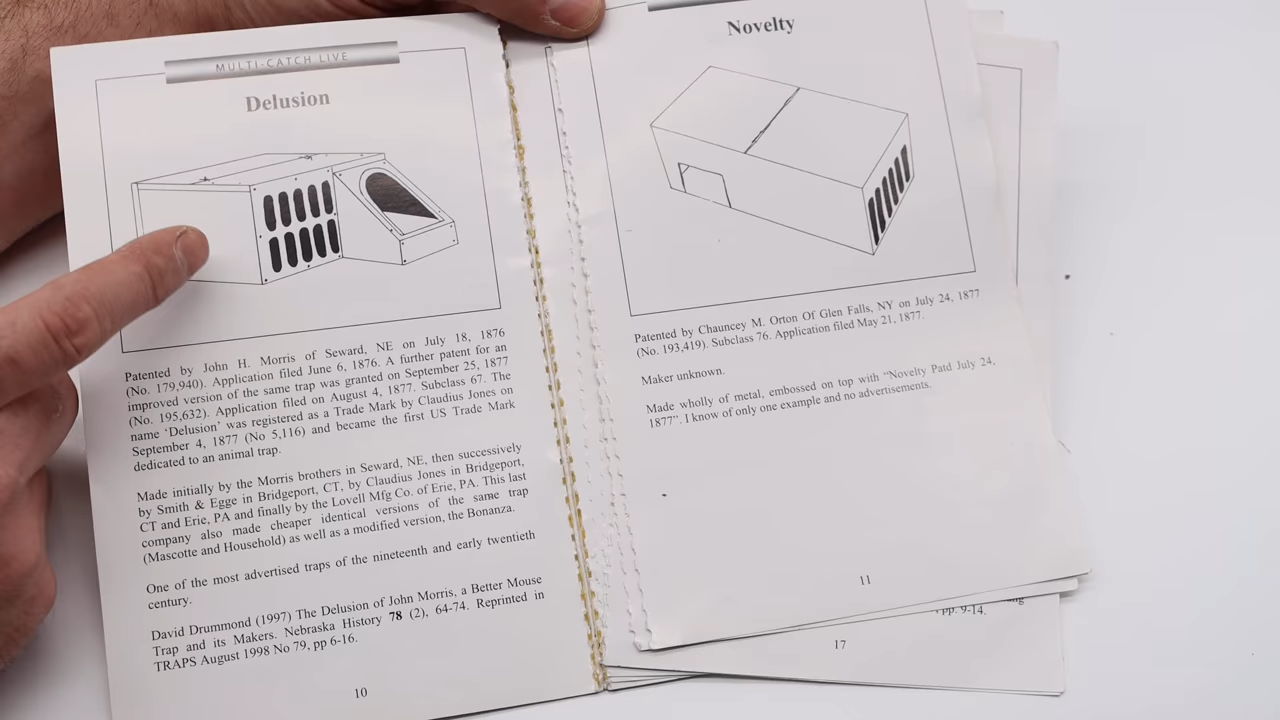 MULTI-CATCH LIVE
Delusion
Patented by John H. Morris of Seward, NE on July 18, 1876
(No. 179,940). Application filed June 6, 1876. A further patent for an
improved version of the same trap was granted on September 25, 1877
(No. 195,632). Application filed on August 4, 1877. Subclass 67. The
name ‘Delusion’ was registered as a Trade Mark by Claudius Jones on
September 4, 1877 (No 5,116) and became the first US Trade Mark
dedicated to an animal trap.
Made initially by the Morris brothers in Seward, NE, then successively
by Smith & Egge in Bridgeport, CT, by Claudius Jones in Bridgeport,
CT and Erie, PA and finally by the Lovell Mfg Co. of Erie, PA. This last
company also made cheaper identical versions of the same trap
(Mascotte and Household) as well as a modified version, the Bonanza.
One of the most advertised traps of the nineteenth and early twentieth
century.
David Drummond (1997) The Delusion of John Morris, a Better Mouse
Trap and its Makers. Nebraska History 78 (2), 64-74. Reprinted in
TRAPS August 1998 No 79, pp 6-16.
10
Novelty
Patented by Chauncey M. Orton Of Glen Falls, NY on July 24, 1877
(No. 193,419). Subclass 76. Application filed May 21, 1877.
Maker unknown.
Made wholly of metal, embossed on top with “Novelty Patd July 24,
1877”. I know of only one example and no advertisements.
11
pp. 9-14.
17